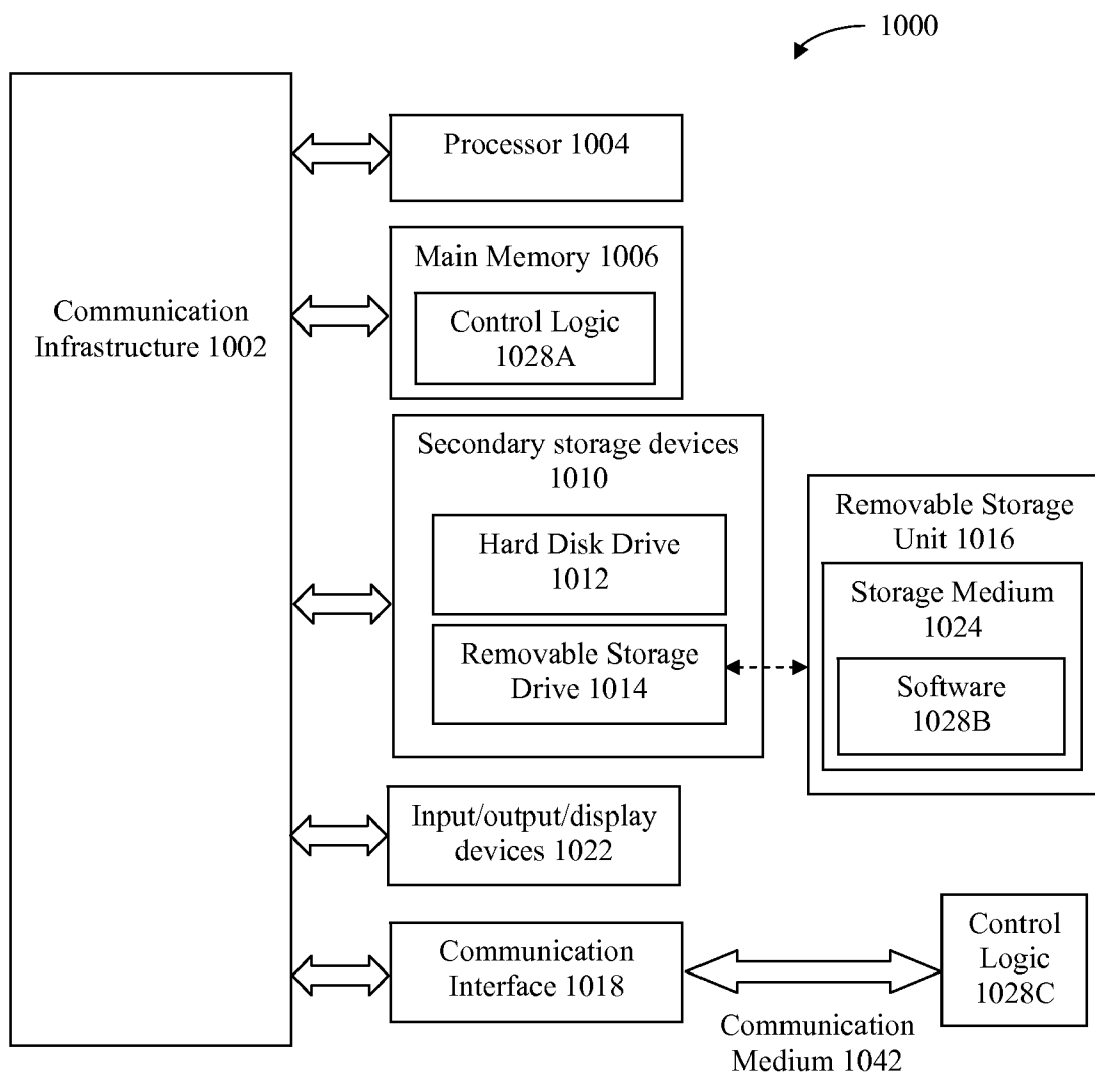 1000
Communication
Infrastructure 1002
Processor 1004
Main Memory 1006
Control Logic
1028A
Secondary storage devices
1010
Hard Disk Drive
1012
Removable Storage
Drive 1014
Removable Storage
Unit 1016
Storage Medium
1024
Software
1028B
Input/output/display
devices 1022
Communication
Interface 1018
Communication
Medium 1042
Control
Logic
1028C